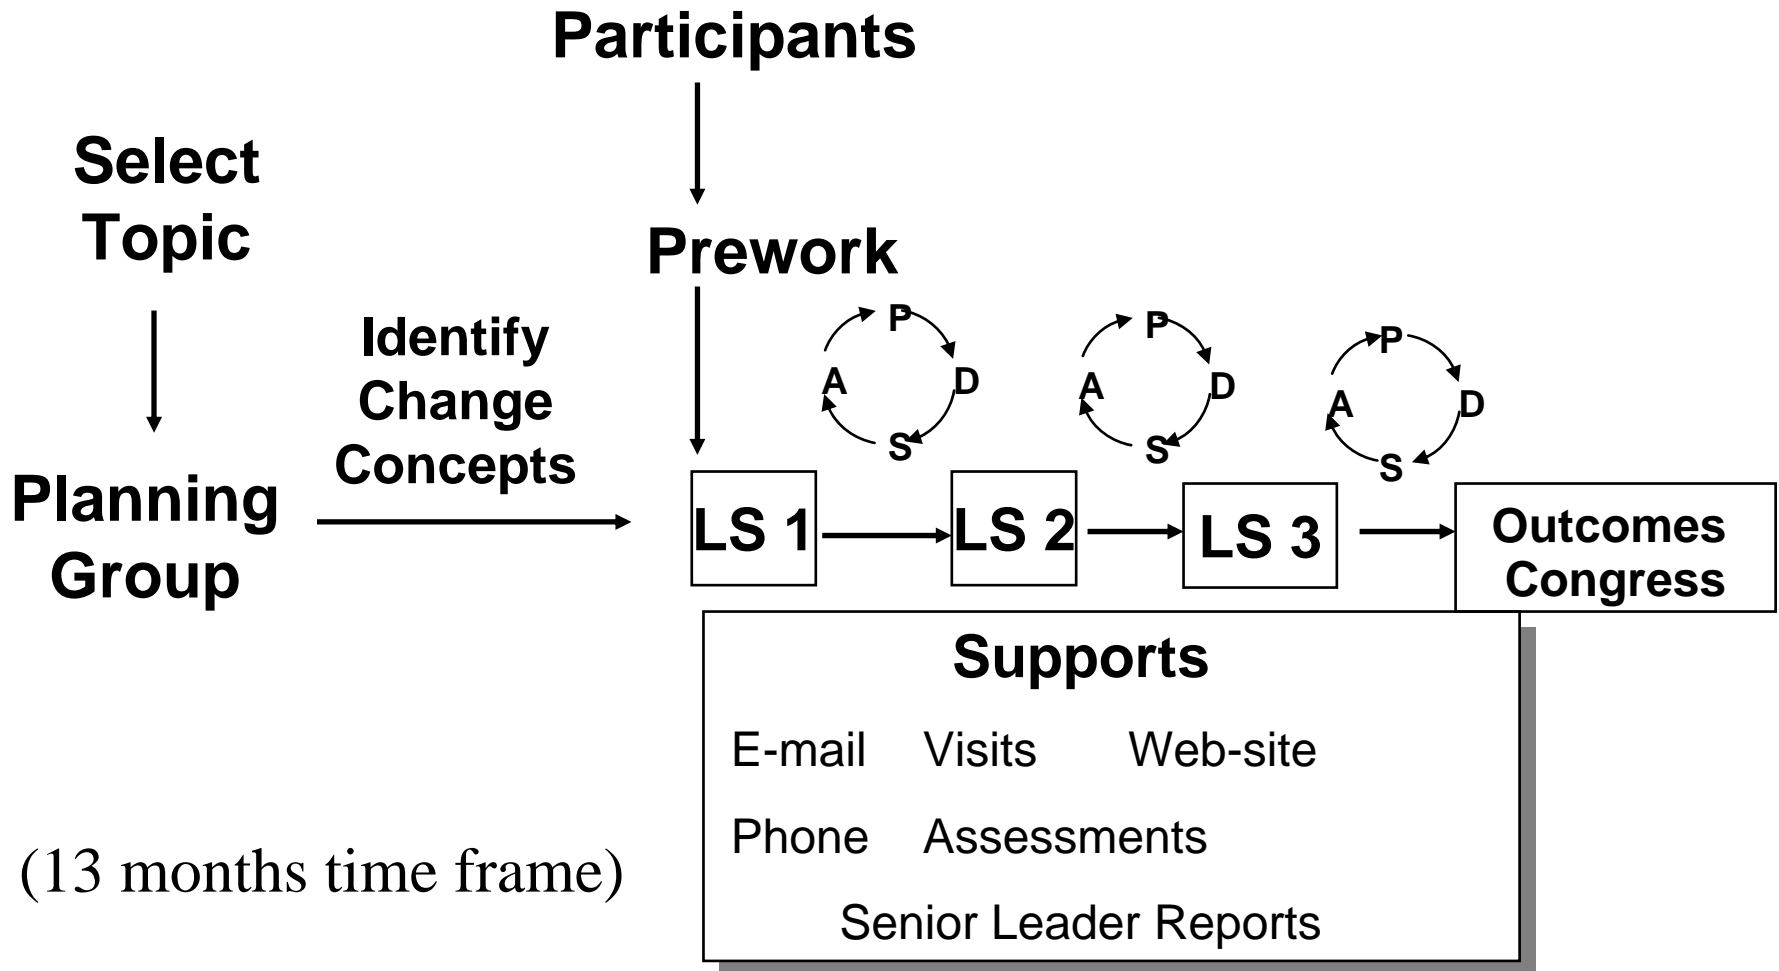 Participants
Select
Topic
Prework
Identify
Change
Concepts
P
A
D
S
P
A
D
S
P
A
D
S
Planning
Group
LS 1
LS 2
LS 3
Outcomes
Congress
Supports
E-mail Visits Web-site
Phone Assessments
Senior Leader Reports
(13 months time frame)